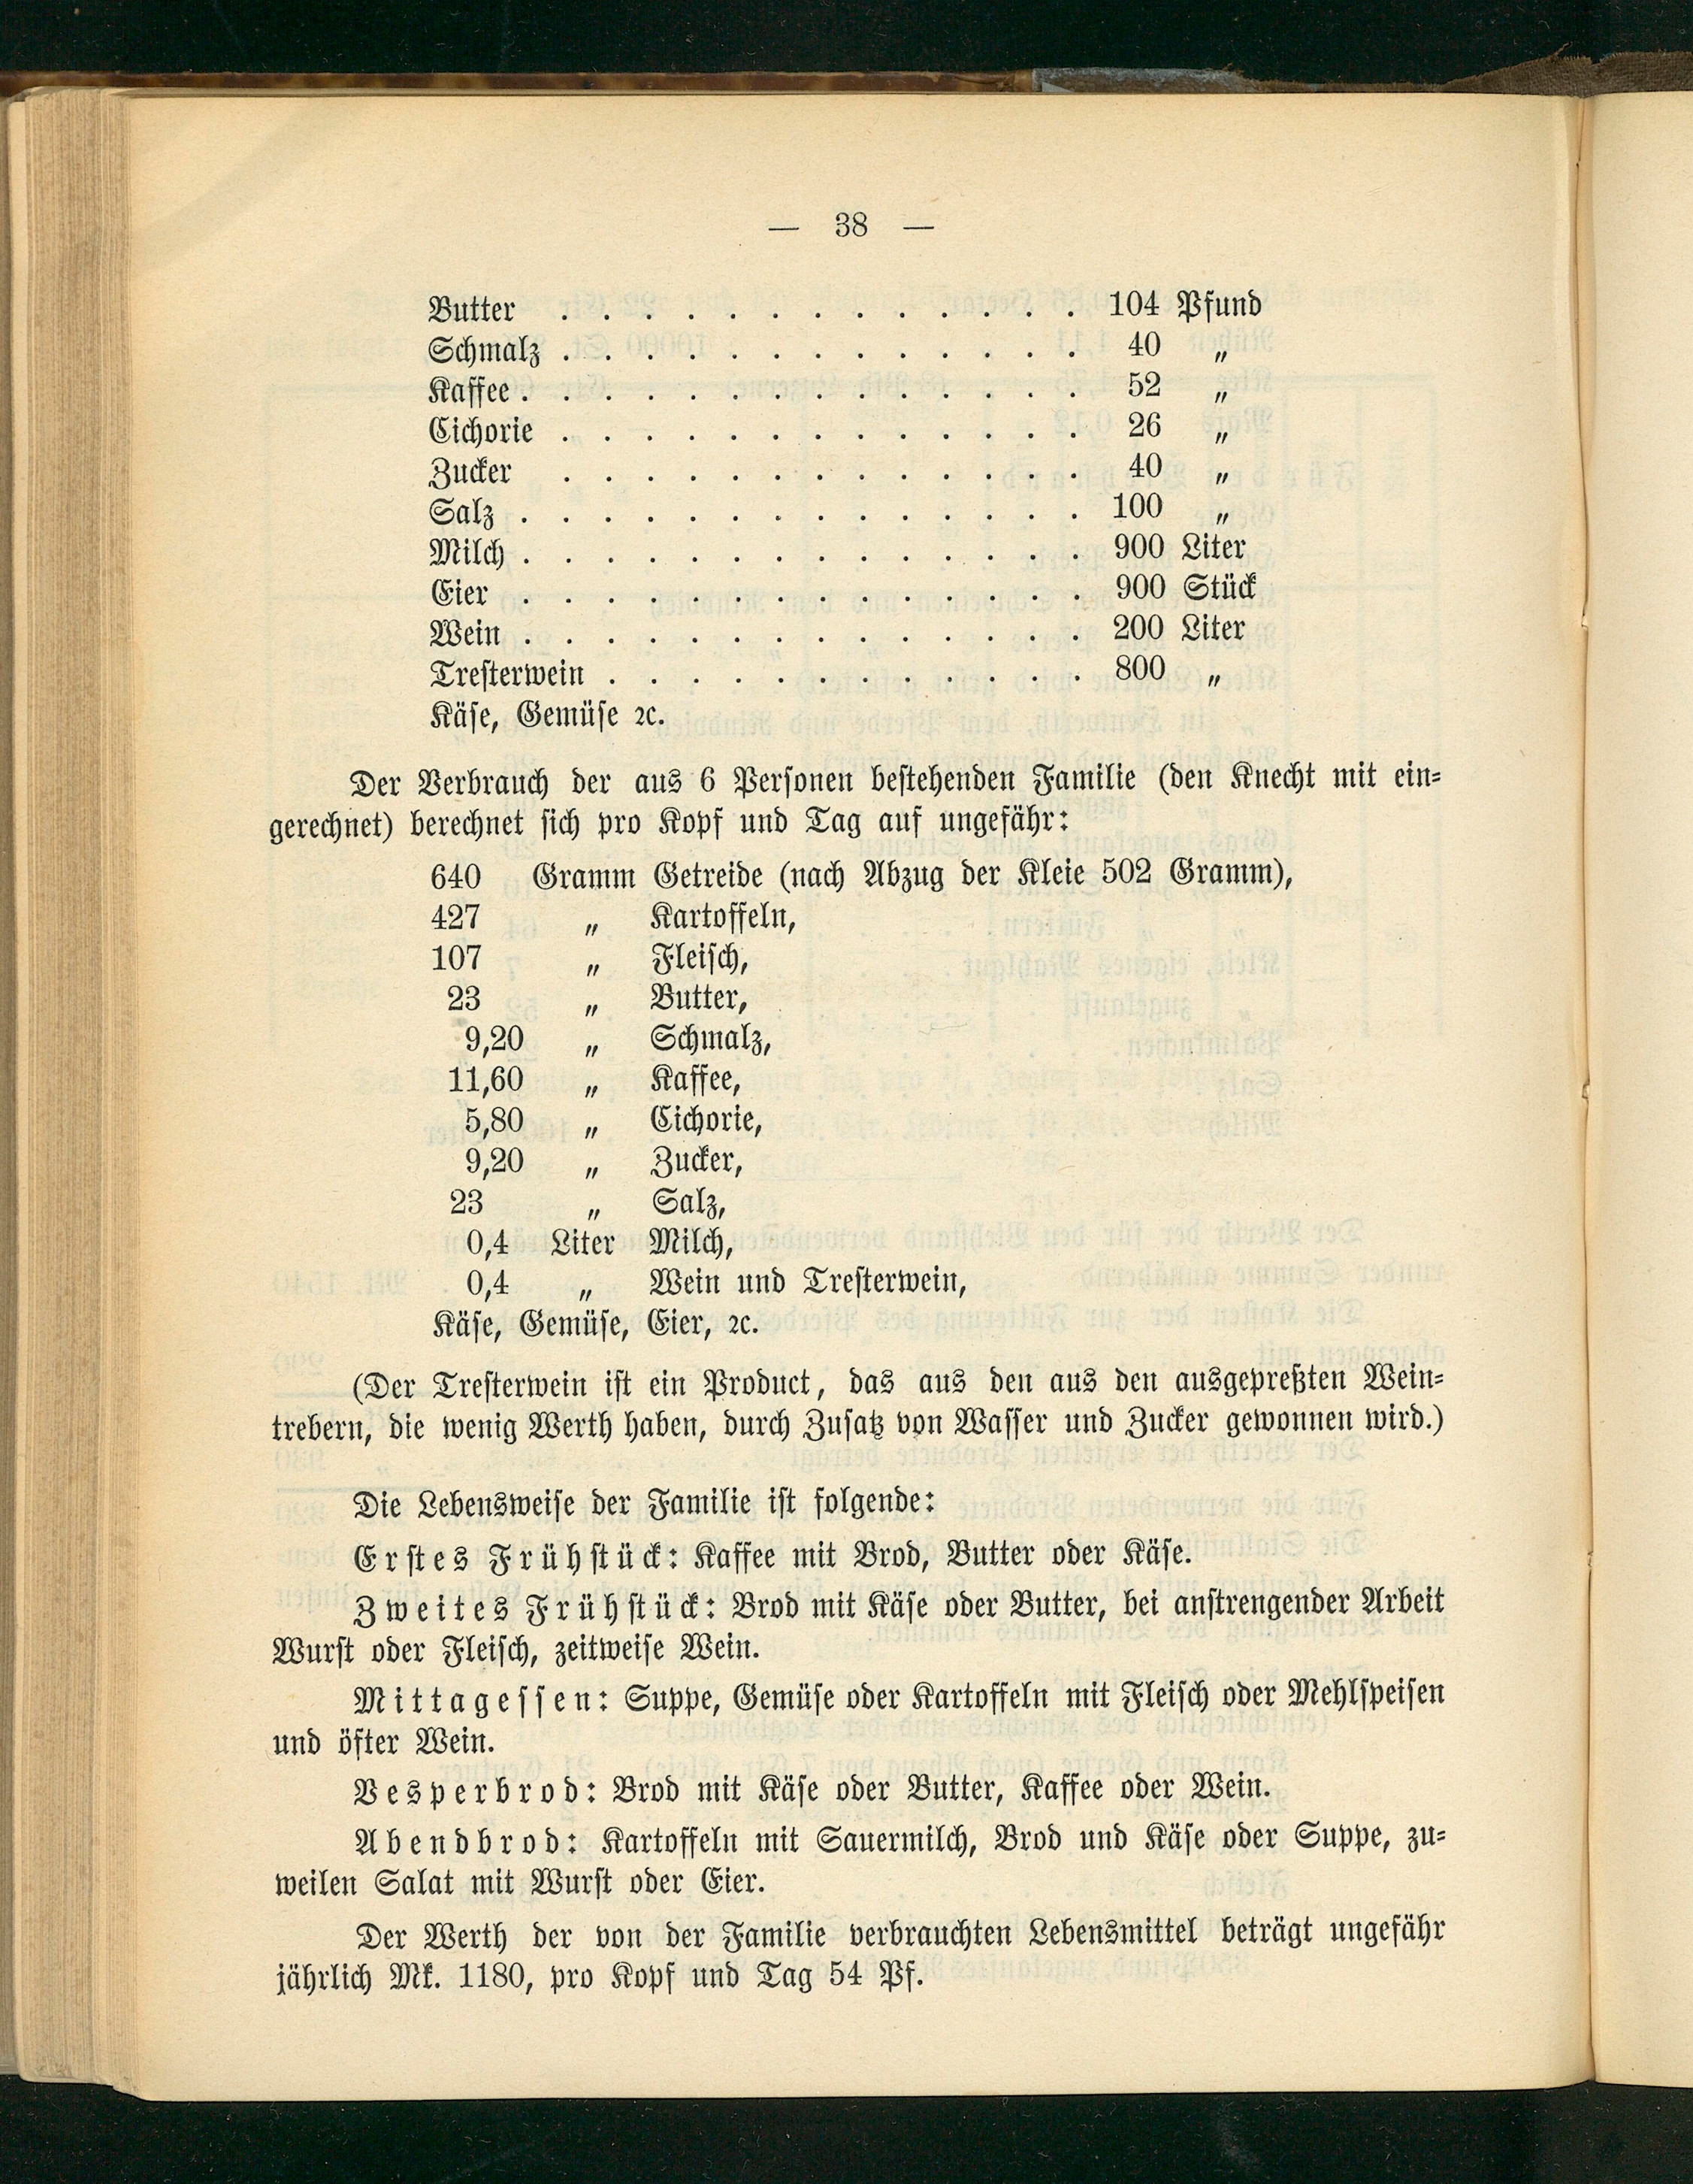 — 38 —
Butter . . . . . . . . . . . . . 104 Pfund
Schmalz . . . . . . . . . . . . . 40 „
Kaffee . . . . . . . . . . . . . . 52 „
Cichorie . . . . . . . . . . . . . 26 „
Zucker . . . . . . . . . . . . . 40 „
Salz . . . . . . . . . . . . . . 100 „
Milch . . . . . . . . . . . . . . 900 Liter
Eier . . . . . . . . . . . . . . 900 Stück
Wein . . . . . . . . . . . . . . 200 Liter
Tresterwein . . . . . . . . . . . . 800 „
Käse, Gemüse ꝛc.
Der Verbrauch der aus 6 Personen bestehenden Familie (den Knecht mit ein-
gerechnet) berechnet sich pro Kopf und Tag auf ungefähr:
640 Gramm Getreide (nach Abzug der Kleie 502 Gramm),
427 „ Kartoffeln,
107 „ Fleisch,
23 „ Butter,
9,20 „ Schmalz,
11,60 „ Kaffee,
5,80 „ Cichorie,
9,20 „ Zucker,
23 „ Salz,
0,4 Liter Milch,
0,4 „ Wein und Tresterwein,
Käse, Gemüse, Eier, ꝛc.
(Der Tresterwein ist ein Product, das aus den aus den ausgepreßten Wein-
trebern, die wenig Werth haben, durch Zusatz von Wasser und Zucker gewonnen wird.)
Die Lebensweise der Familie ist folgende:
Erstes Frühstück: Kaffee mit Brod, Butter oder Käse.
Zweites Frühstück: Brod mit Käse oder Butter, bei anstrengender Arbeit
Wurst oder Fleisch, zeitweise Wein.
Mittagessen: Suppe, Gemüse oder Kartoffeln mit Fleisch oder Mehlspeisen
und öfter Wein.
Vesperbrod: Brod mit Käse oder Butter, Kaffee oder Wein.
Abendbrod: Kartoffeln mit Sauermilch, Brod und Käse oder Suppe, zu-
weilen Salat mit Wurst oder Eier.
Der Werth der von der Familie verbrauchten Lebensmittel beträgt ungefähr
jährlich Mk. 1180, pro Kopf und Tag 54 Pf.